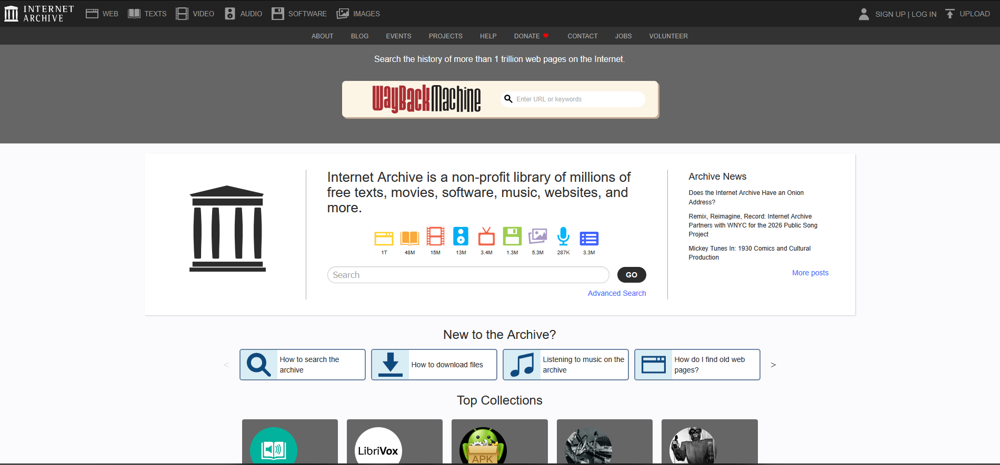 INTERNET
ARCHIVE
WEB
TEXTS
VIDEO
AUDIO
SOFTWARE
IMAGES
SIGN UP | LOG IN
UPLOAD
ABOUT
BLOG
EVENTS
PROJECTS
HELP
DONATE
CONTACT
JOBS
VOLUNTEER
Search the history of more than 1 trillion web pages on the Internet.
WayBackMachine
Enter URL or keywords
Internet Archive is a non-profit library of millions of
free texts, movies, software, music, websites, and
more.
1T
48M
15M
13M
3.4M
1.3M
5.3M
287K
3.3M
Search
GO
Advanced Search
Archive News
Does the Internet Archive Have an Onion
Address?
Remix, Reimagine, Record: Internet Archive
Partners with WNYC for the 2026 Public Song
Project
Mickey Tunes In: 1930 Comics and Cultural
Production
More posts
New to the Archive?
<
How to search the
archive
How to download files
Listening to music on the
archive
How do I find old web
pages?
>
Top Collections
LibriVox
APK